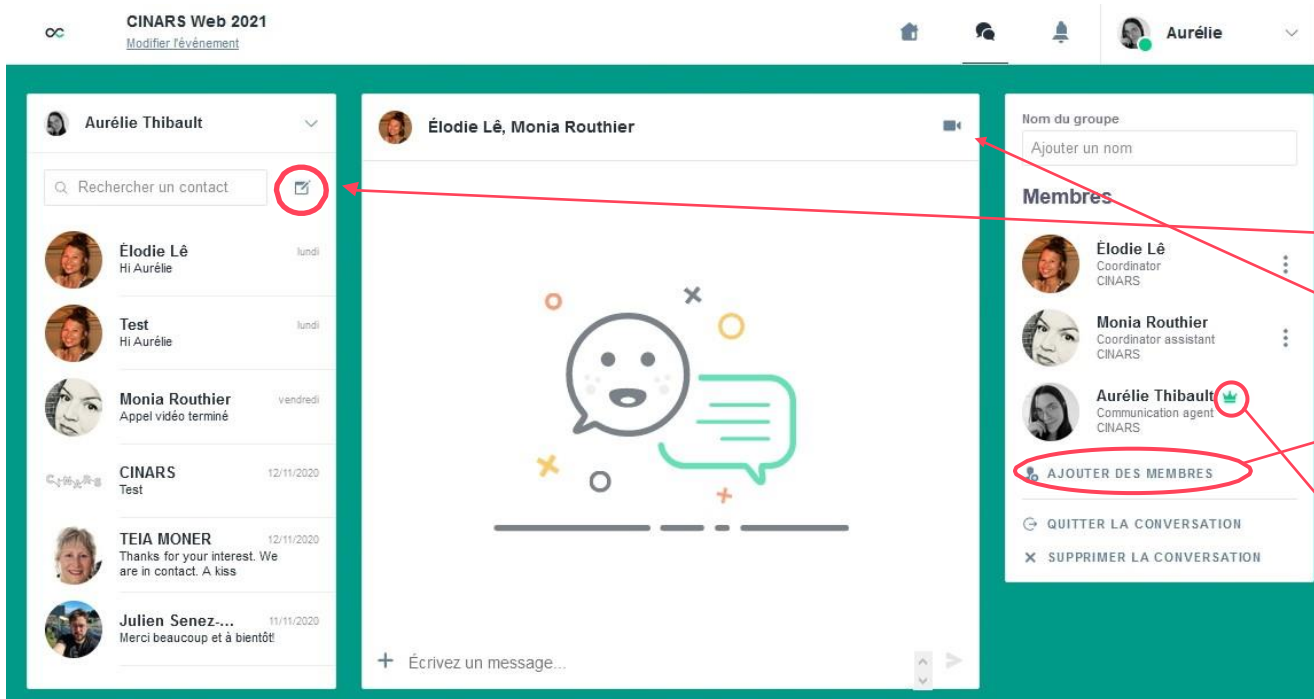 CINARS Web 2021
Modifier l'événement
Aurélie
Aurélie Thibault
Rechercher un contact
Élodie Lê
lundi
Hi Aurélie
Test
lundi
Hi Aurélie
Monia Routhier
vendredi
Appel vidéo terminé
CINARS
CINARS
12/11/2020
Test
TEIA MONER
12/11/2020
Thanks for your interest. We
are in contact. A kiss
Julien Senez-...
11/11/2020
Merci beaucoup et à bientôt!
Élodie Lê, Monia Routhier
Écrivez un message...
Nom du groupe
Ajouter un nom
Membres
Élodie Lê
Coordinator
CINARS
Monia Routhier
Coordinator assistant
CINARS
Aurélie Thibault
Communication agent
CINARS
AJOUTER DES MEMBRES
QUITTER LA CONVERSATION
SUPPRIMER LA CONVERSATION